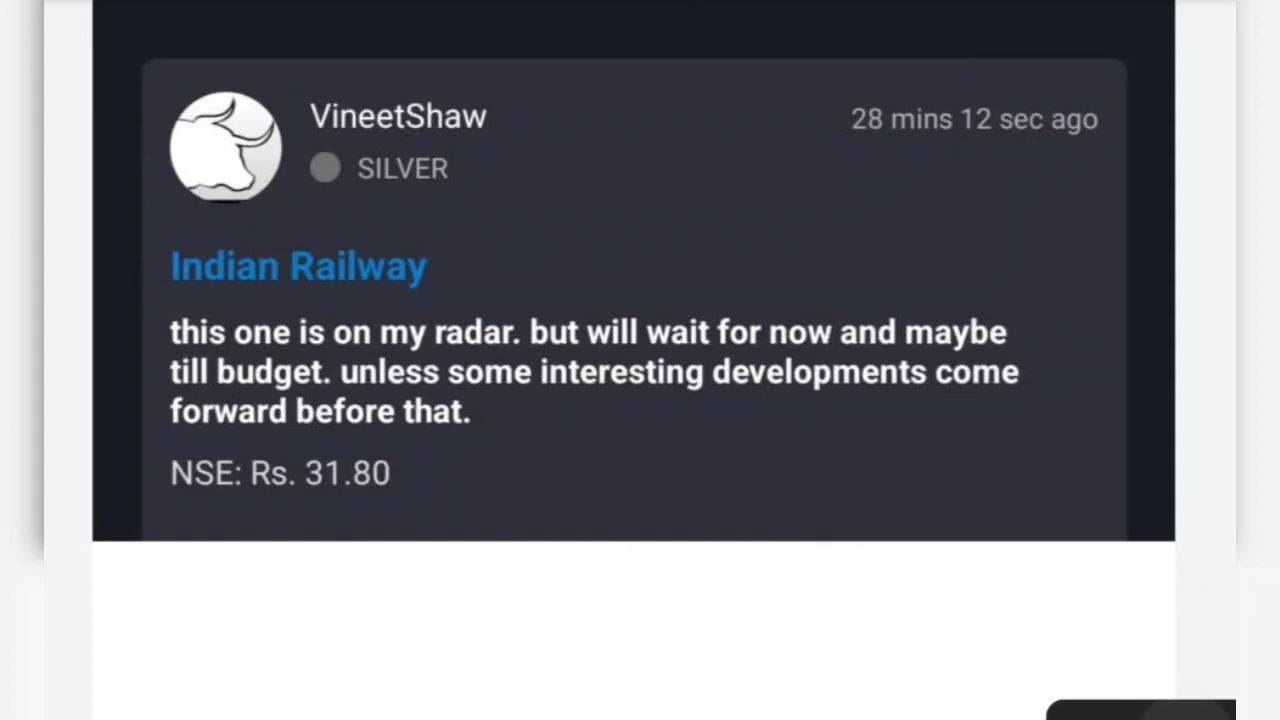 VineetShaw
28 mins 12 sec ago
SILVER
Indian Railway
this one is on my radar. but will wait for now and maybe
till budget. unless some interesting developments come
forward before that.
NSE: Rs. 31.80